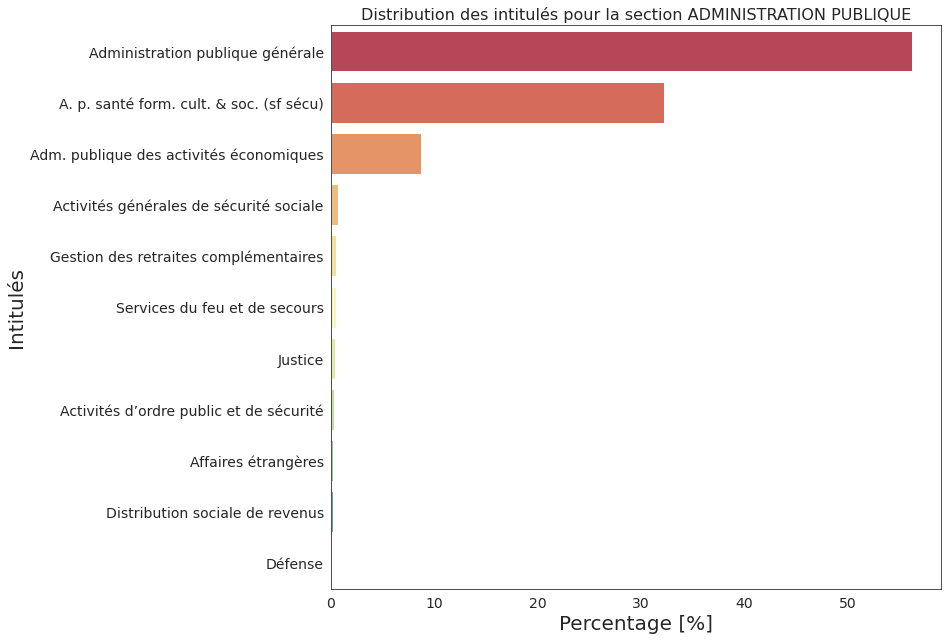 Distribution des intitulés pour la section ADMINISTRATION PUBLIQUE
Administration publique générale
A. p. santé form. cult. & soc. (sf sécu)
Adm. publique des activités économiques
Activités générales de sécurité sociale
Gestion des retraites complémentaires
Services du feu et de secours
Justice
Activités d’ordre public et de sécurité
Affaires étrangères
Distribution sociale de revenus
Défense
Intitulés
0 10 20 30 40 50
Percentage [%]